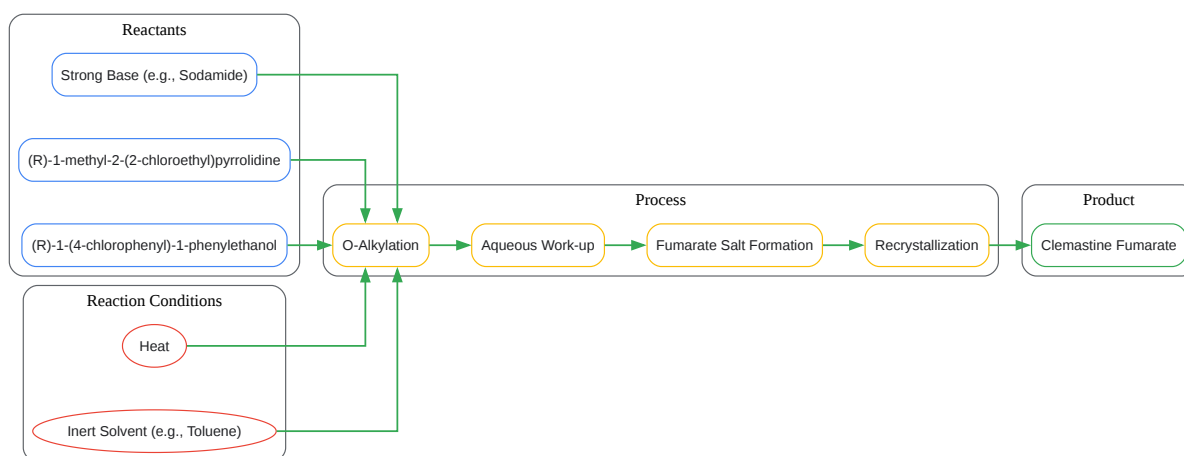 Reactants
Strong Base (e.g., Sodamide)
(R)-1-methyl-2-(2-chloroethyl)pyrrolidine
(R)-1-(4-chlorophenyl)-1-phenylethanol
Reaction Conditions
Heat
Inert Solvent (e.g., Toluene)
Process
O-Alkylation
Aqueous Work-up
Fumarate Salt Formation
Recrystallization
Product
Clemastine Fumarate